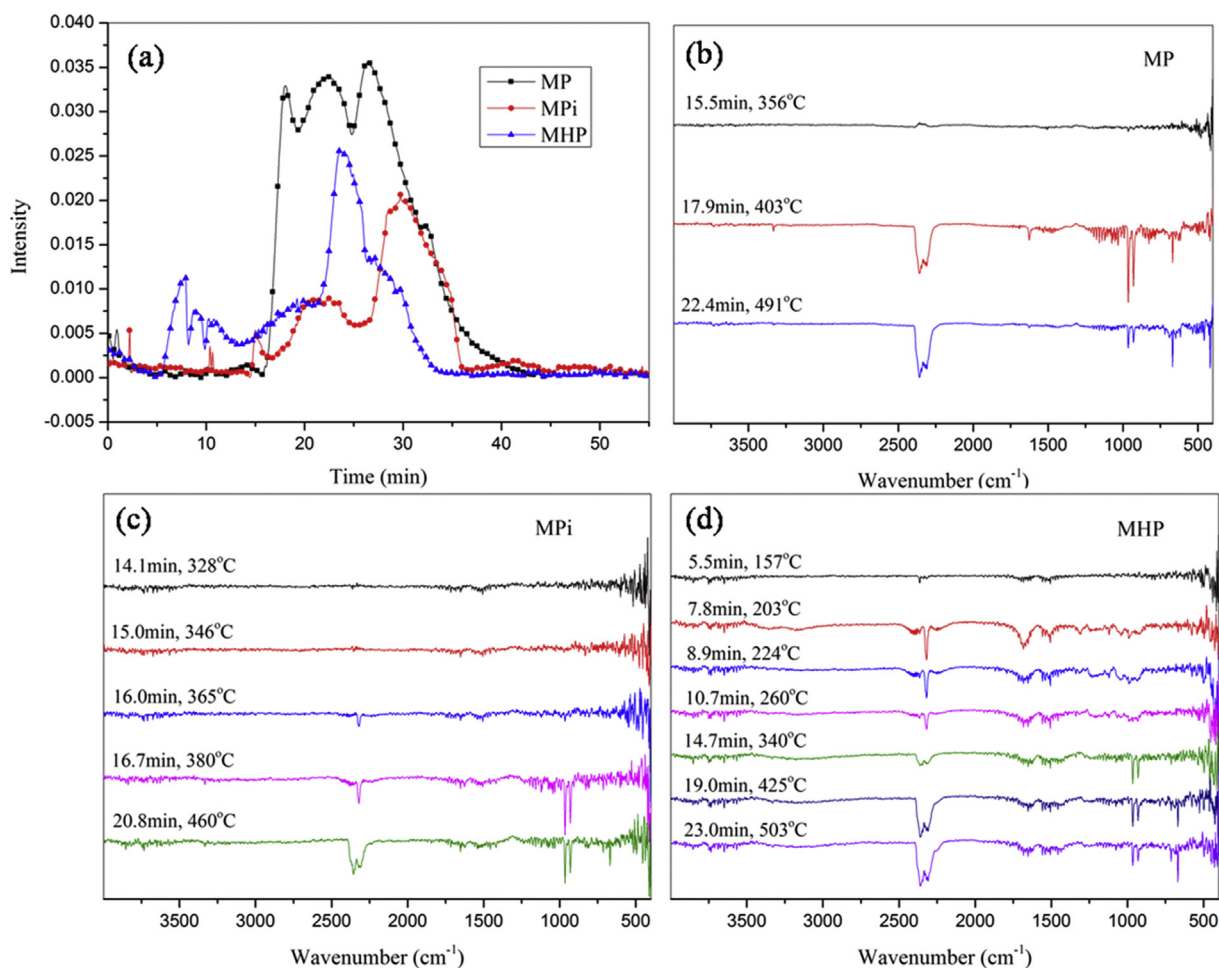 (a)
MP
MPi
MHP
0.040
0.035
0.030
0.025
0.020
0.015
0.010
0.005
0.000
-0.005
Intensity
0 10 20 30 40 50
Time (min)
(b)
MP
15.5min, 356°C
17.9min, 403°C
22.4min, 491°C
3500 3000 2500 2000 1500 1000 500
Wavenumber (cm⁻¹)
(c)
MPi
14.1min, 328°C
15.0min, 346°C
16.0min, 365°C
16.7min, 380°C
20.8min, 460°C
3500 3000 2500 2000 1500 1000 500
Wavenumber (cm⁻¹)
(d)
MHP
5.5min, 157°C
7.8min, 203°C
8.9min, 224°C
10.7min, 260°C
14.7min, 340°C
19.0min, 425°C
23.0min, 503°C
3500 3000 2500 2000 1500 1000 500
Wavenumber (cm⁻¹)